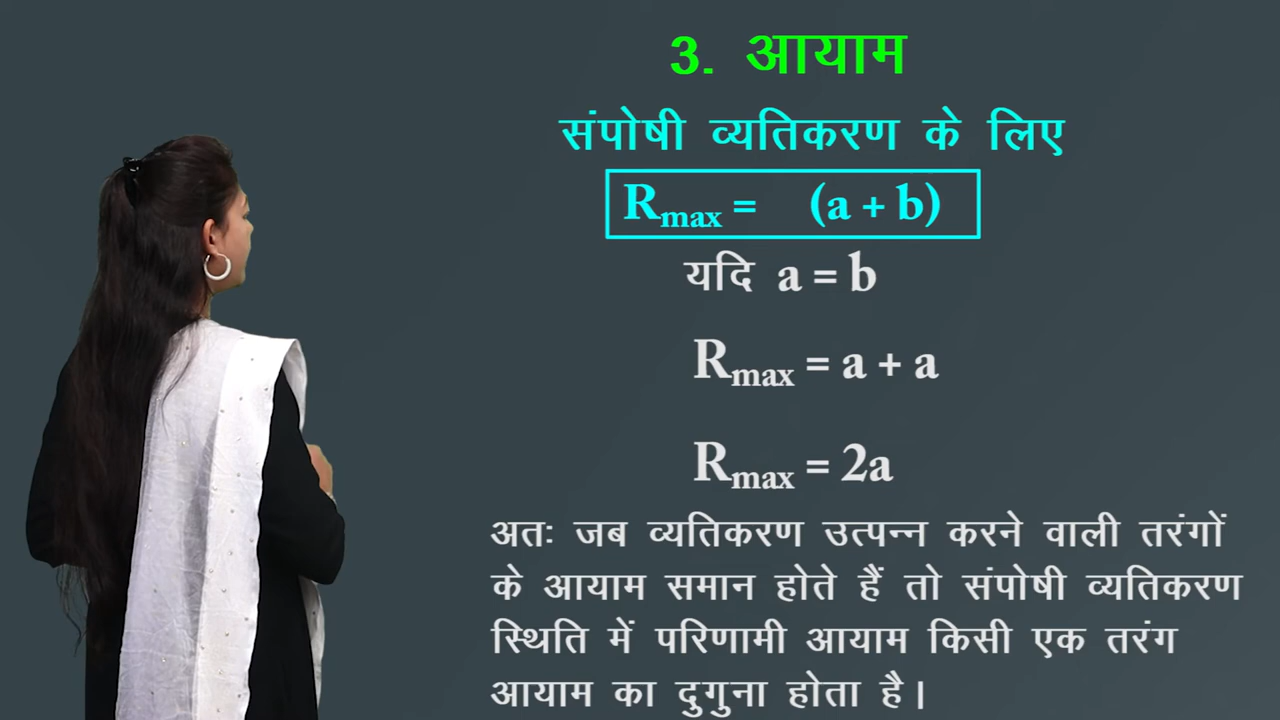 3. आयाम
संपोषी व्यतिकरण के लिए
Rmax = (a + b)
यदि a = b
Rmax = a + a
Rmax = 2a
अतः जब व्यतिकरण उत्पन्न करने वाली तरंगों
के आयाम समान होते हैं तो संपोषी व्यतिकरण
स्थिति में परिणामी आयाम किसी एक तरंग
आयाम का दुगुना होता है।